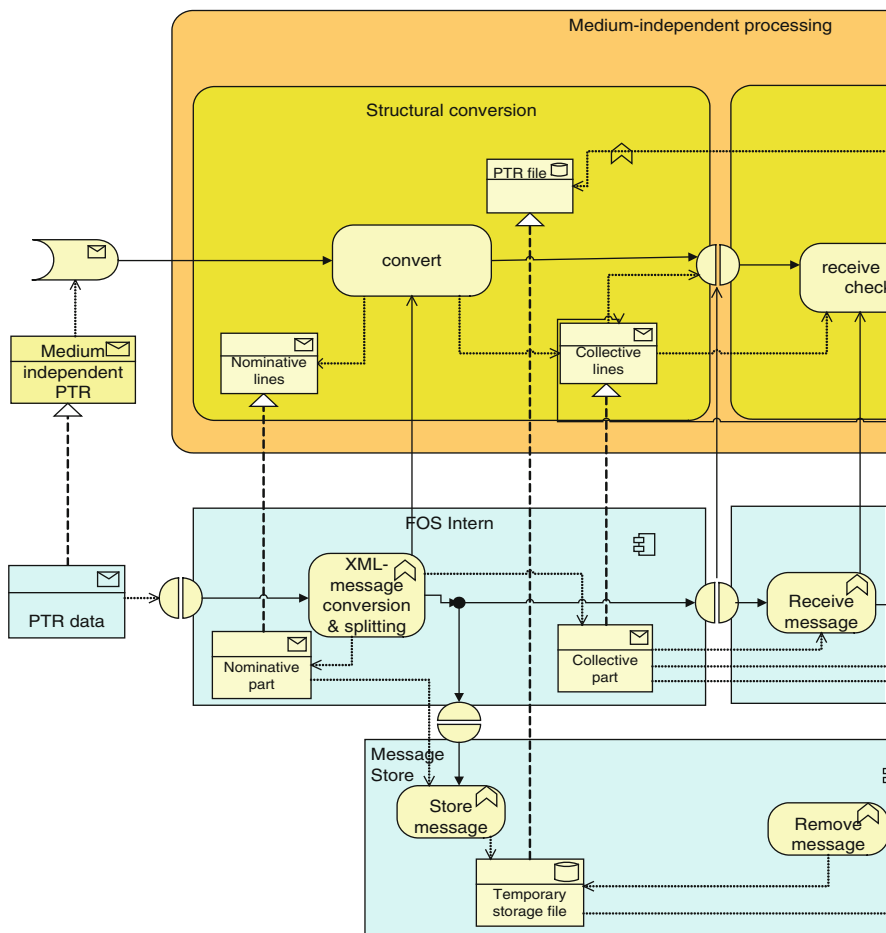 Medium-independent processing
Structural conversion
PTR file
convert
receive
check
Nominative
lines
Collective
lines
Medium
independent
PTR
FOS Intern
XML-
message
conversion
& splitting
PTR data
Receive
message
Nominative
part
Collective
part
Message
Store
Store
message
Remove
message
Temporary
storage file